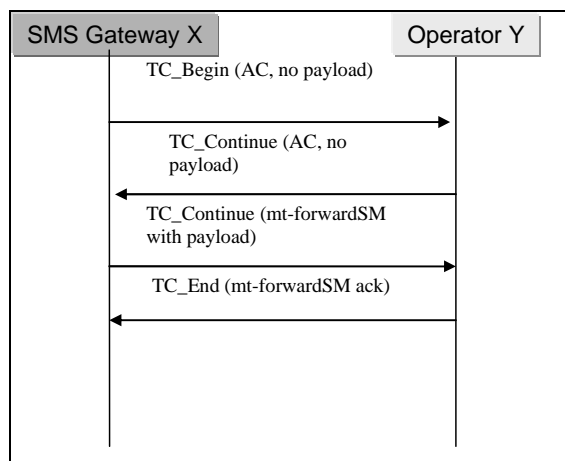 SMS Gateway X
Operator Y
TC_Begin (AC, no payload)
TC_Continue (AC, no
payload)
TC_Continue (mt-forwardSM
with payload)
TC_End (mt-forwardSM ack)